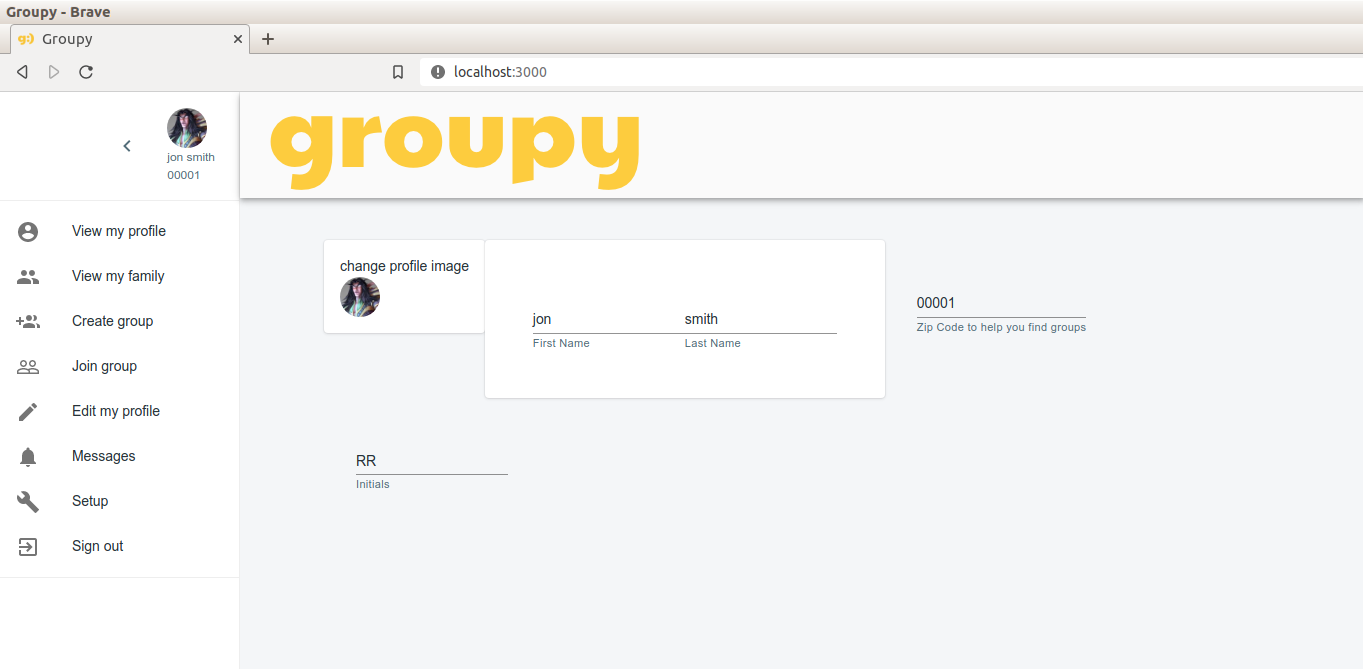 Groupy - Brave
g:) Groupy
localhost:3000
jon smith
00001
groupy
View my profile
View my family
Create group
Join group
Edit my profile
Messages
Setup
Sign out
change profile image
jon smith
First Name Last Name
00001
Zip Code to help you find groups
RR
Initials